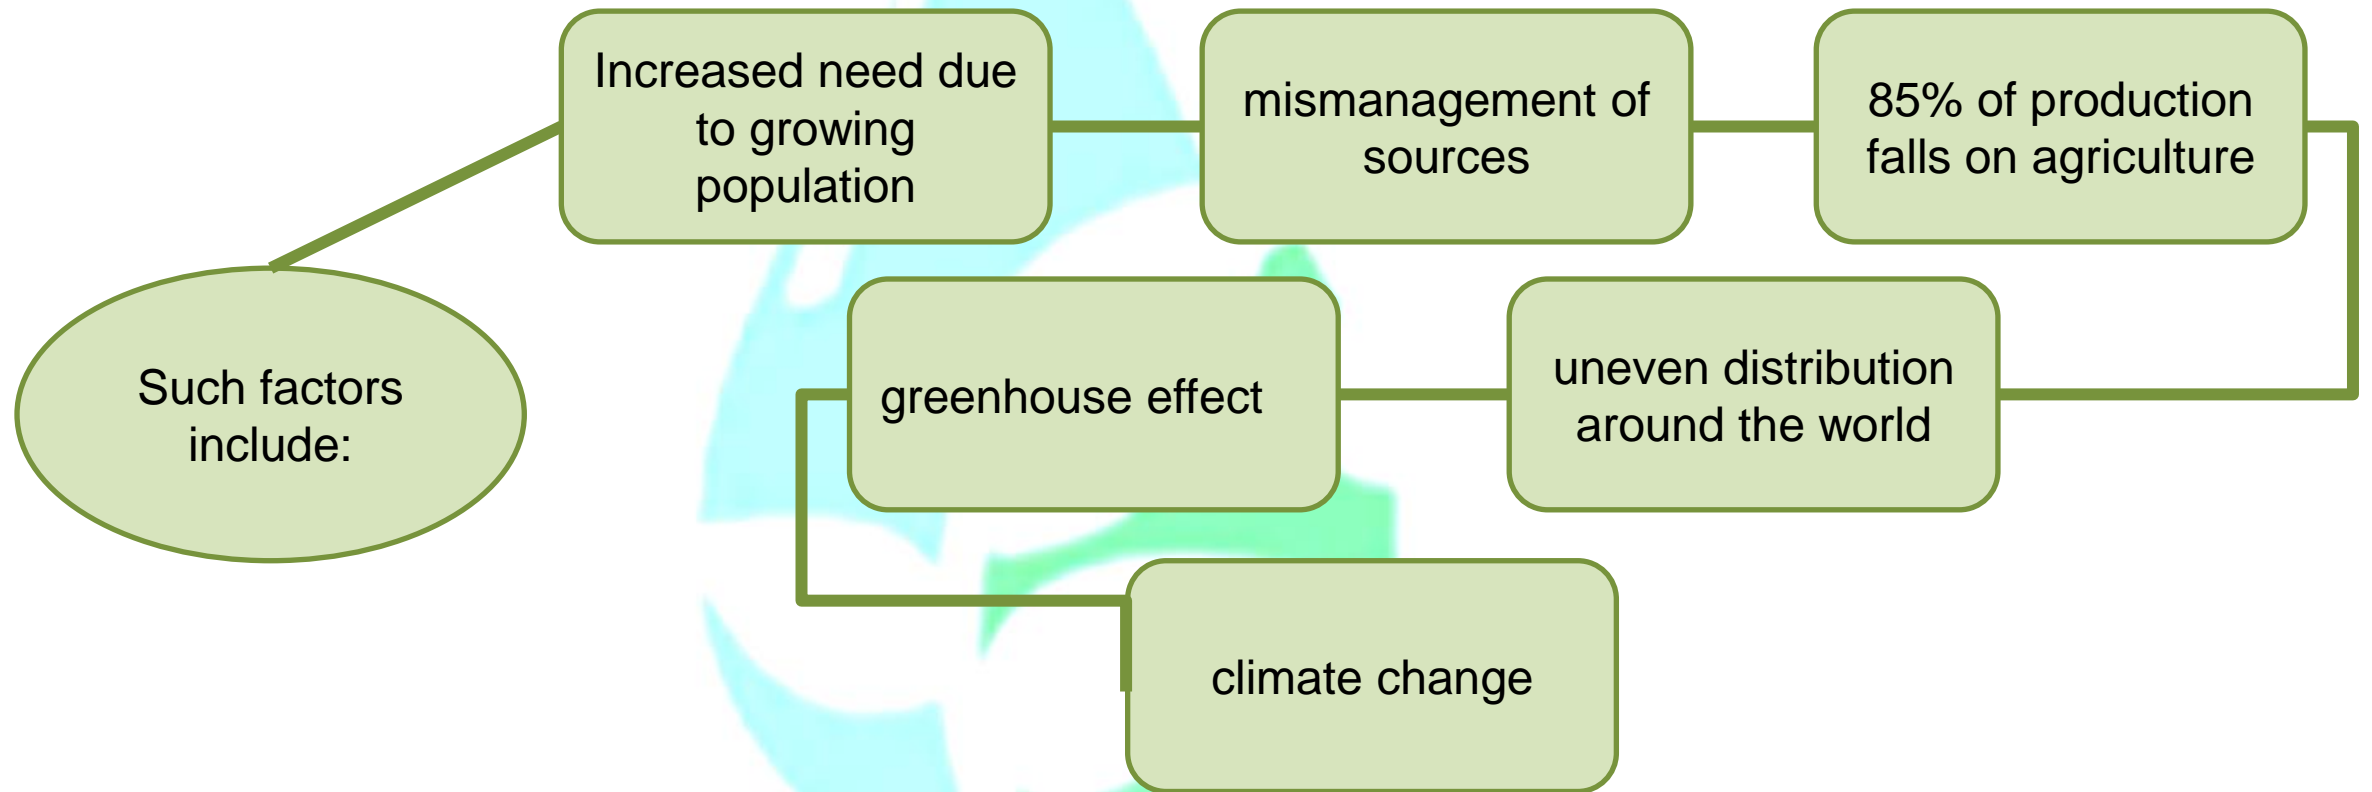 Such factors
include:
Increased need due
to growing
population
mismanagement of
sources
85% of production
falls on agriculture
uneven distribution
around the world
greenhouse effect
climate change